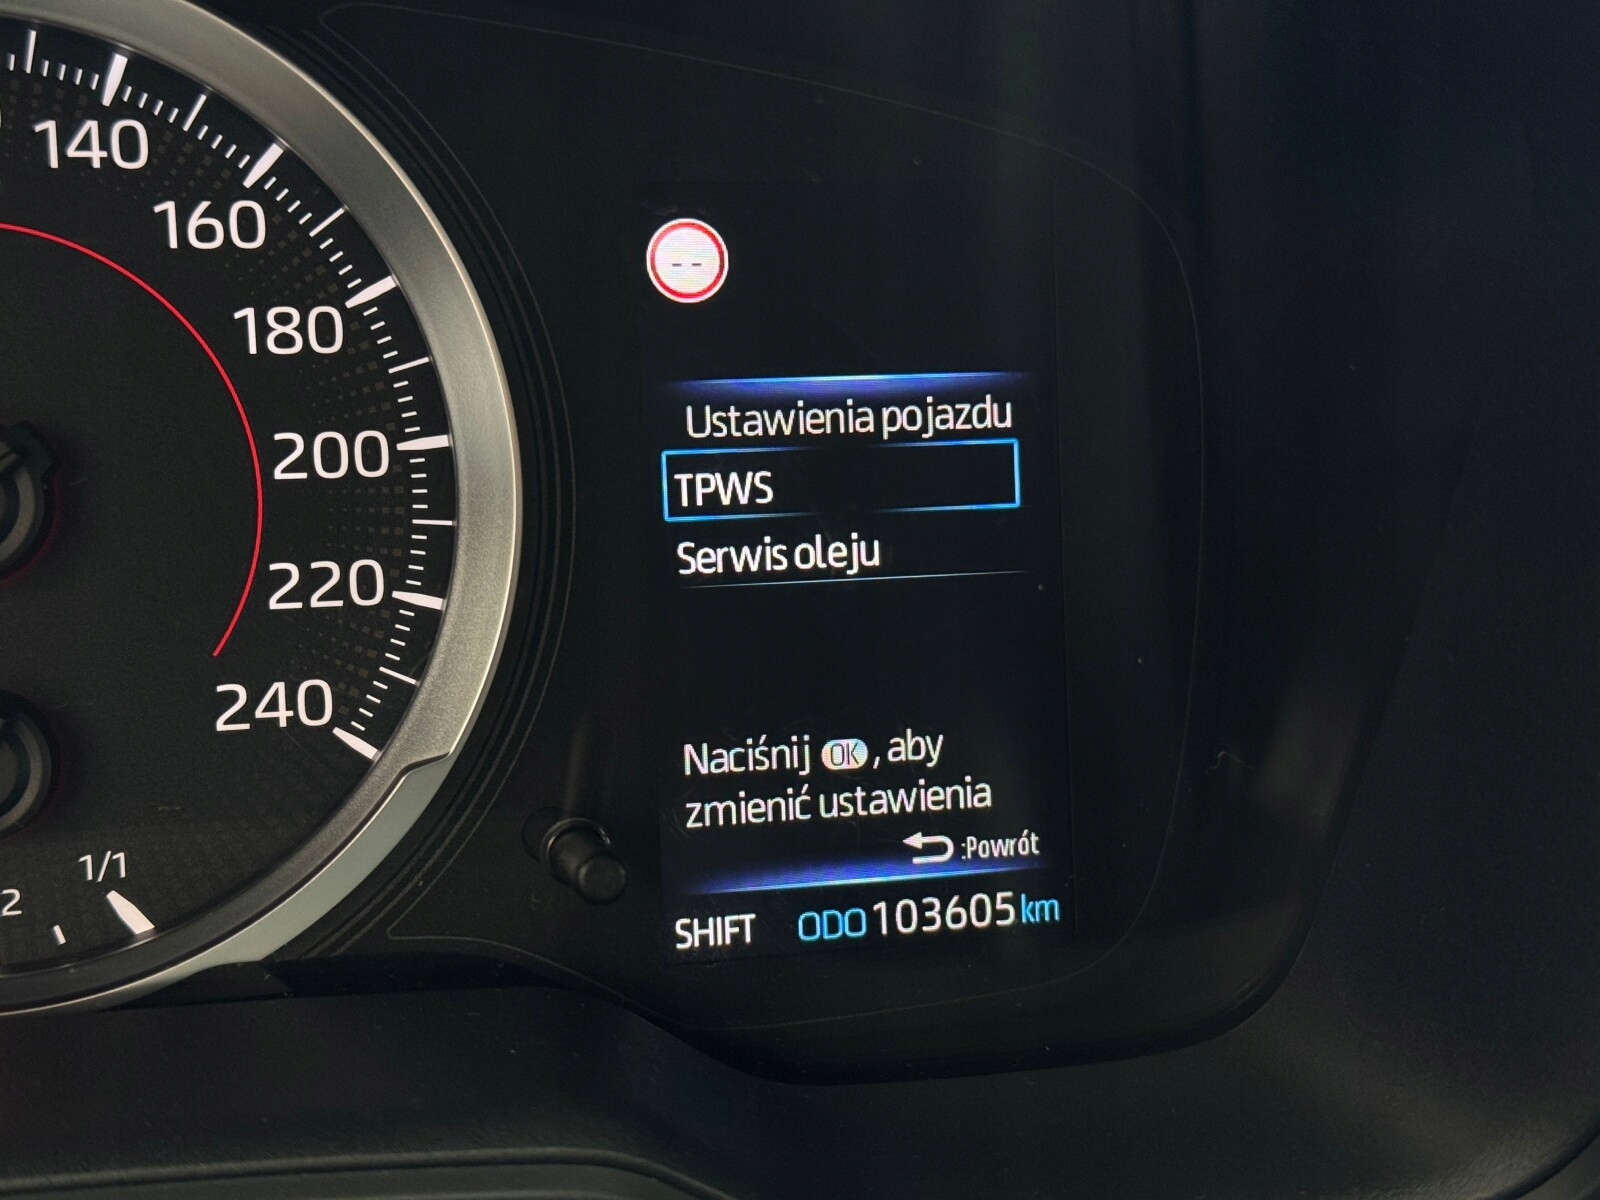 140
160
180
200
220
240
1/1
2
--
Ustawienia pojazdu
TPWS
Serwis oleju
Naciśnij OK, aby
zmienić ustawienia
:Powrót
SHIFT ODO 103605 km